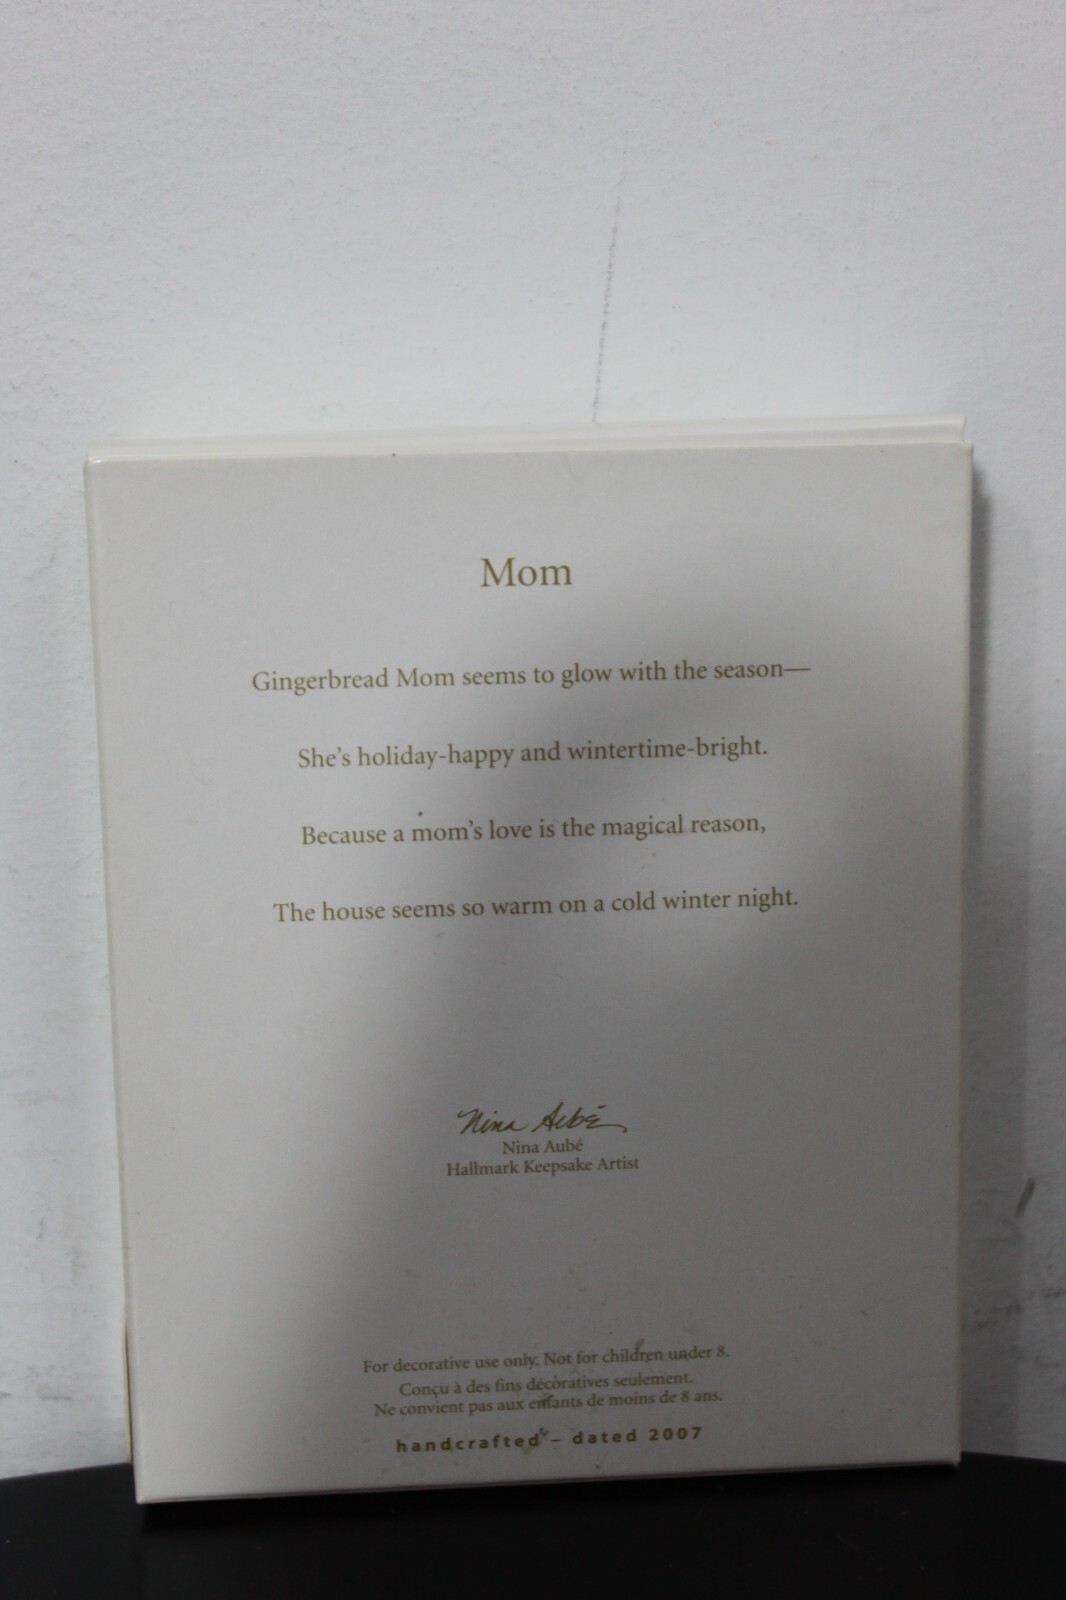 Mom
Gingerbread Mom seems to glow with the season—
She's holiday-happy and wintertime-bright.
Because a mom's love is the magical reason,
The house seems so warm on a cold winter night.
Nina Aubé
Nina Aubé
Hallmark Keepsake Artist
For decorative use only. Not for children under 8.
Conçu à des fins décoratives seulement.
Ne convient pas aux enfants de moins de 8 ans.
handcrafted – dated 2007